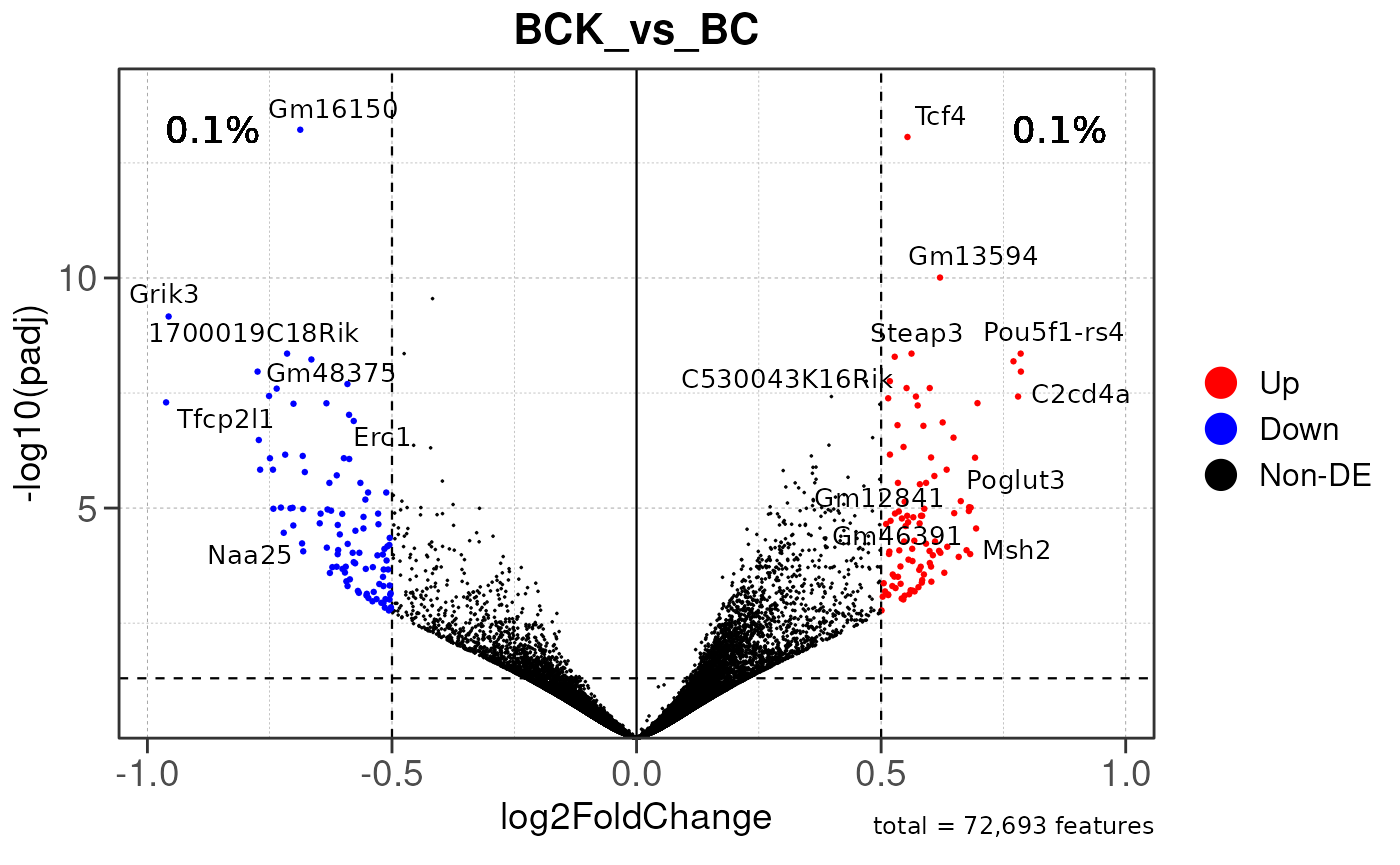 BCK_vs_BC
Gm16150
Tcf4
0.1%
0.1%
Gm13594
10
Grik3
1700019C18Rik
Steap3
Pou5f1-rs4
Gm48375
C530043K16Rik
C2cd4a
Tfcp2l1
Erc1
Up
Down
Non-DE
-log10(padj)
Poglut3
Gm12841
5
Gm46391
Naa25
Msh2
-1.0
-0.5
0.0
0.5
1.0
log2FoldChange
total = 72,693 features